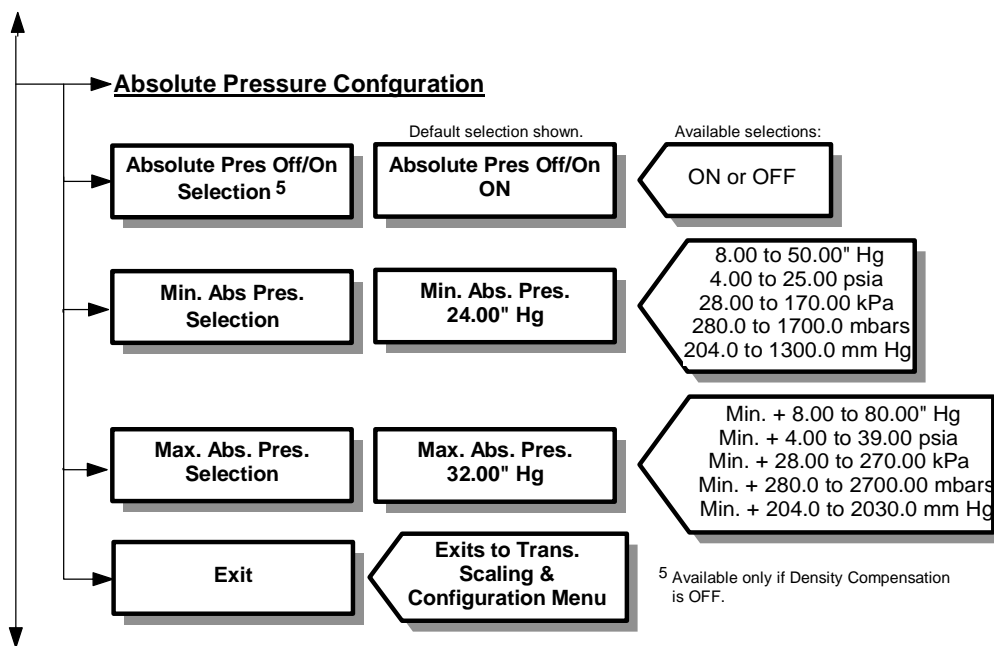 Absolute Pressure Confguration
Default selection shown.
Available selections:
Absolute Pres Off/On
Selection 5
Absolute Pres Off/On
ON
ON or OFF
Min. Abs Pres.
Selection
Min. Abs. Pres.
24.00" Hg
8.00 to 50.00" Hg
4.00 to 25.00 psia
28.00 to 170.00 kPa
280.0 to 1700.0 mbars
204.0 to 1300.0 mm Hg
Max. Abs. Pres.
Selection
Max. Abs. Pres.
32.00" Hg
Min. + 8.00 to 80.00" Hg
Min. + 4.00 to 39.00 psia
Min. + 28.00 to 270.00 kPa
Min. + 280.0 to 2700.00 mbars
Min. + 204.0 to 2030.0 mm Hg
Exit
Exits to Trans.
Scaling &
Configuration Menu
5 Available only if Density Compensation
is OFF.